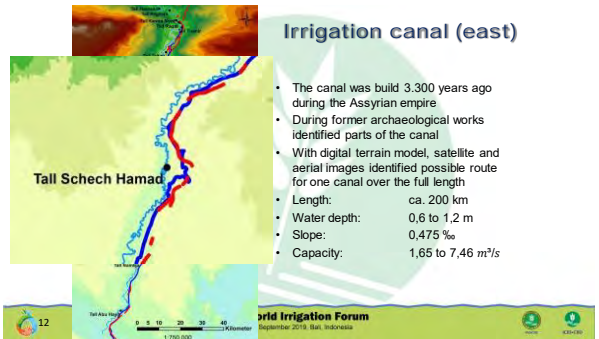 Irrigation canal (east)
• The canal was build 3.300 years ago
during the Assyrian empire
• During former archaeological works
identified parts of the canal
• With digital terrain model, satellite and
aerial images identified possible route
for one canal over the full length
• Length: ca. 200 km
• Water depth: 0,6 to 1,2 m
• Slope: 0,475 ‰
• Capacity: 1,65 to 7,46 m³/s
Tall Schech Hamad
Tall Abu Ha
0 5 10 20 30 40
Kilometer
1:750.000
12
orld Irrigation Forum
September 2019, Bali, Indonesia